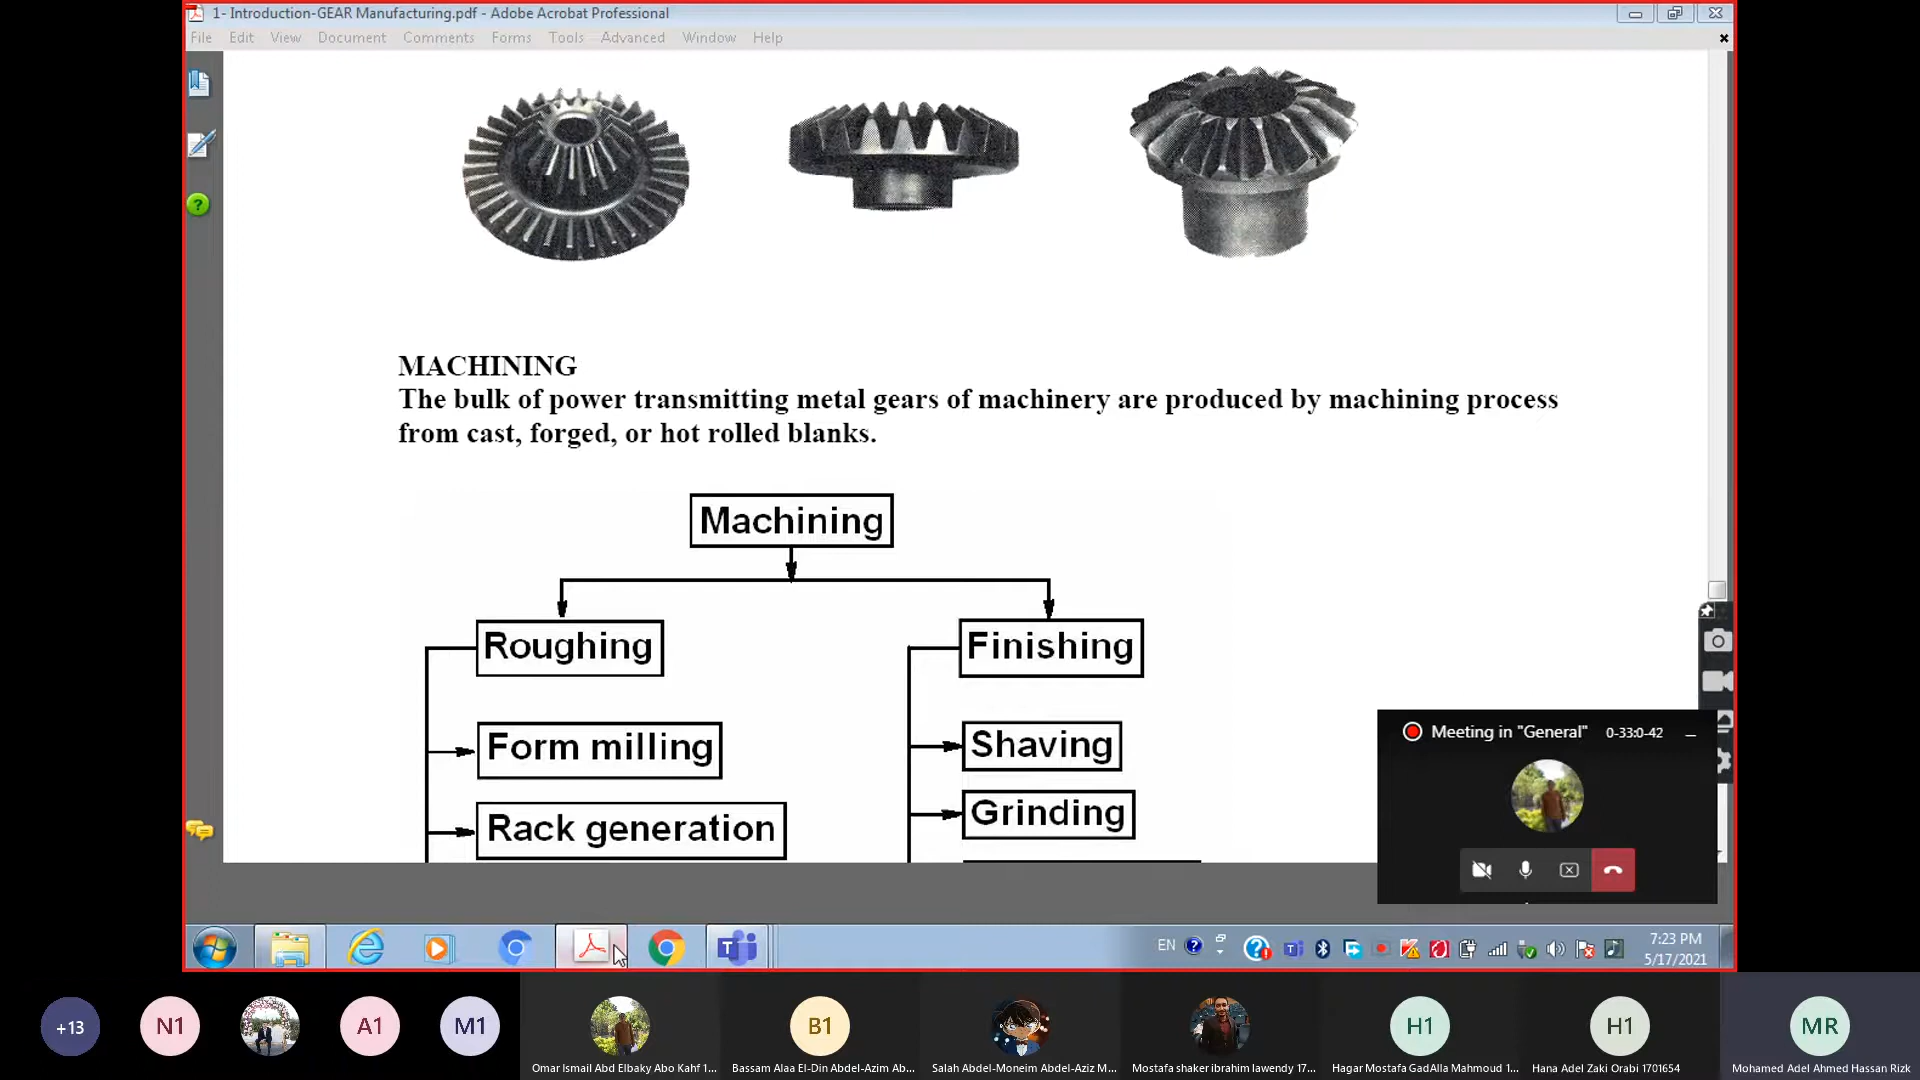 1- Introduction-GEAR Manufacturing.pdf - Adobe Acrobat Professional
File Edit View Document Comments Forms Tools Advanced Window Help
MACHINING
The bulk of power transmitting metal gears of machinery are produced by machining process
from cast, forged, or hot rolled blanks.
Machining
Roughing
Finishing
Form milling
Shaving
Rack generation
Grinding
Meeting in "General"
0-33:0-42
EN
7:23 PM
5/17/2021
+13
N1
A1
M1
B1
H1
H1
MR
Omar Ismail Abd Elbaky Abo Kahf 1...
Bassam Alaa El-Din Abdel-Azim Ab...
Salah Abdel-Moneim Abdel-Aziz M...
Mostafa shaker ibrahim lawendy 17...
Hagar Mostafa GadAlla Mahmoud 1...
Hana Adel Zaki Orabi 1701654
Mohamed Adel Ahmed Hassan Rizk